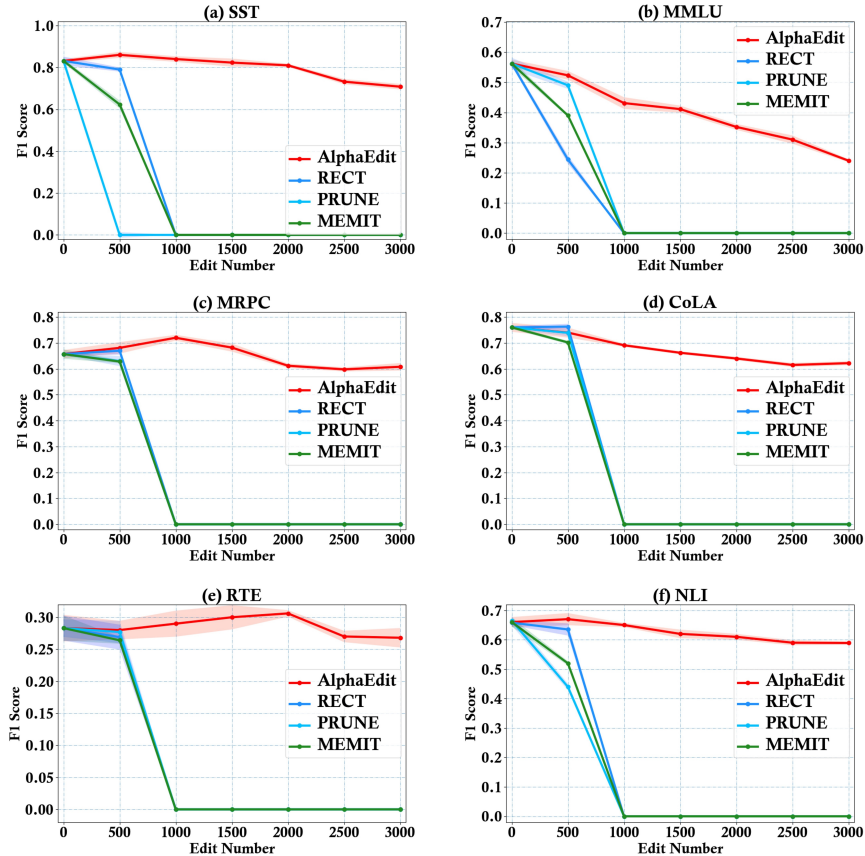 (a) SST
F1 Score
1.0
0.8
0.6
0.4
0.2
0.0
AlphaEdit
RECT
PRUNE
MEMIT
0 500 1000 1500 2000 2500 3000
Edit Number
(b) MMLU
F1 Score
0.7
0.6
0.5
0.4
0.3
0.2
0.1
0.0
AlphaEdit
RECT
PRUNE
MEMIT
0 500 1000 1500 2000 2500 3000
Edit Number
(c) MRPC
F1 Score
0.8
0.7
0.6
0.5
0.4
0.3
0.2
0.1
0.0
AlphaEdit
RECT
PRUNE
MEMIT
0 500 1000 1500 2000 2500 3000
Edit Number
(d) CoLA
F1 Score
0.8
0.7
0.6
0.5
0.4
0.3
0.2
0.1
0.0
AlphaEdit
RECT
PRUNE
MEMIT
0 500 1000 1500 2000 2500 3000
Edit Number
(e) RTE
F1 Score
0.30
0.25
0.20
0.15
0.10
0.05
0.00
AlphaEdit
RECT
PRUNE
MEMIT
0 500 1000 1500 2000 2500 3000
Edit Number
(f) NLI
F1 Score
0.7
0.6
0.5
0.4
0.3
0.2
0.1
0.0
AlphaEdit
RECT
PRUNE
MEMIT
0 500 1000 1500 2000 2500 3000
Edit Number